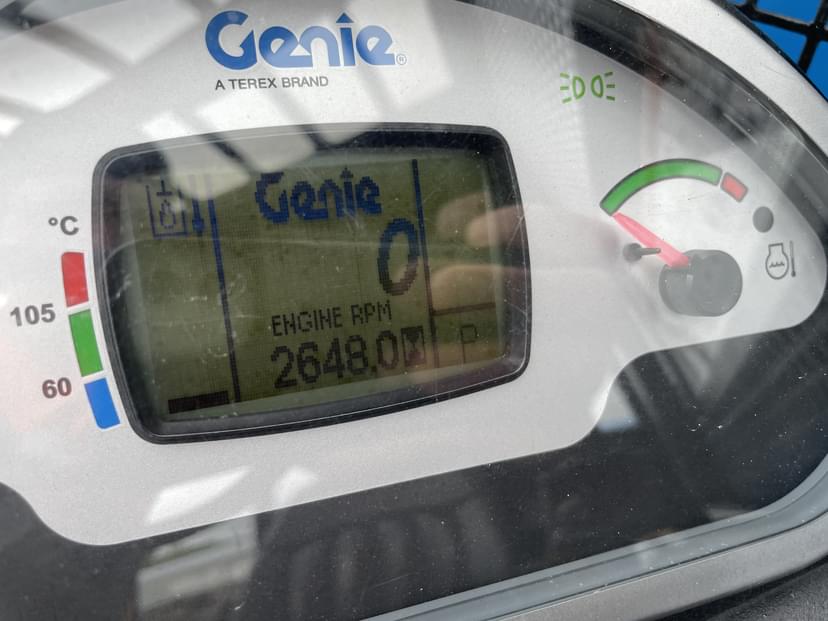 Genie®
A TEREX BRAND
°C
105
60
Genie
0
ENGINE RPM
2648.0
P